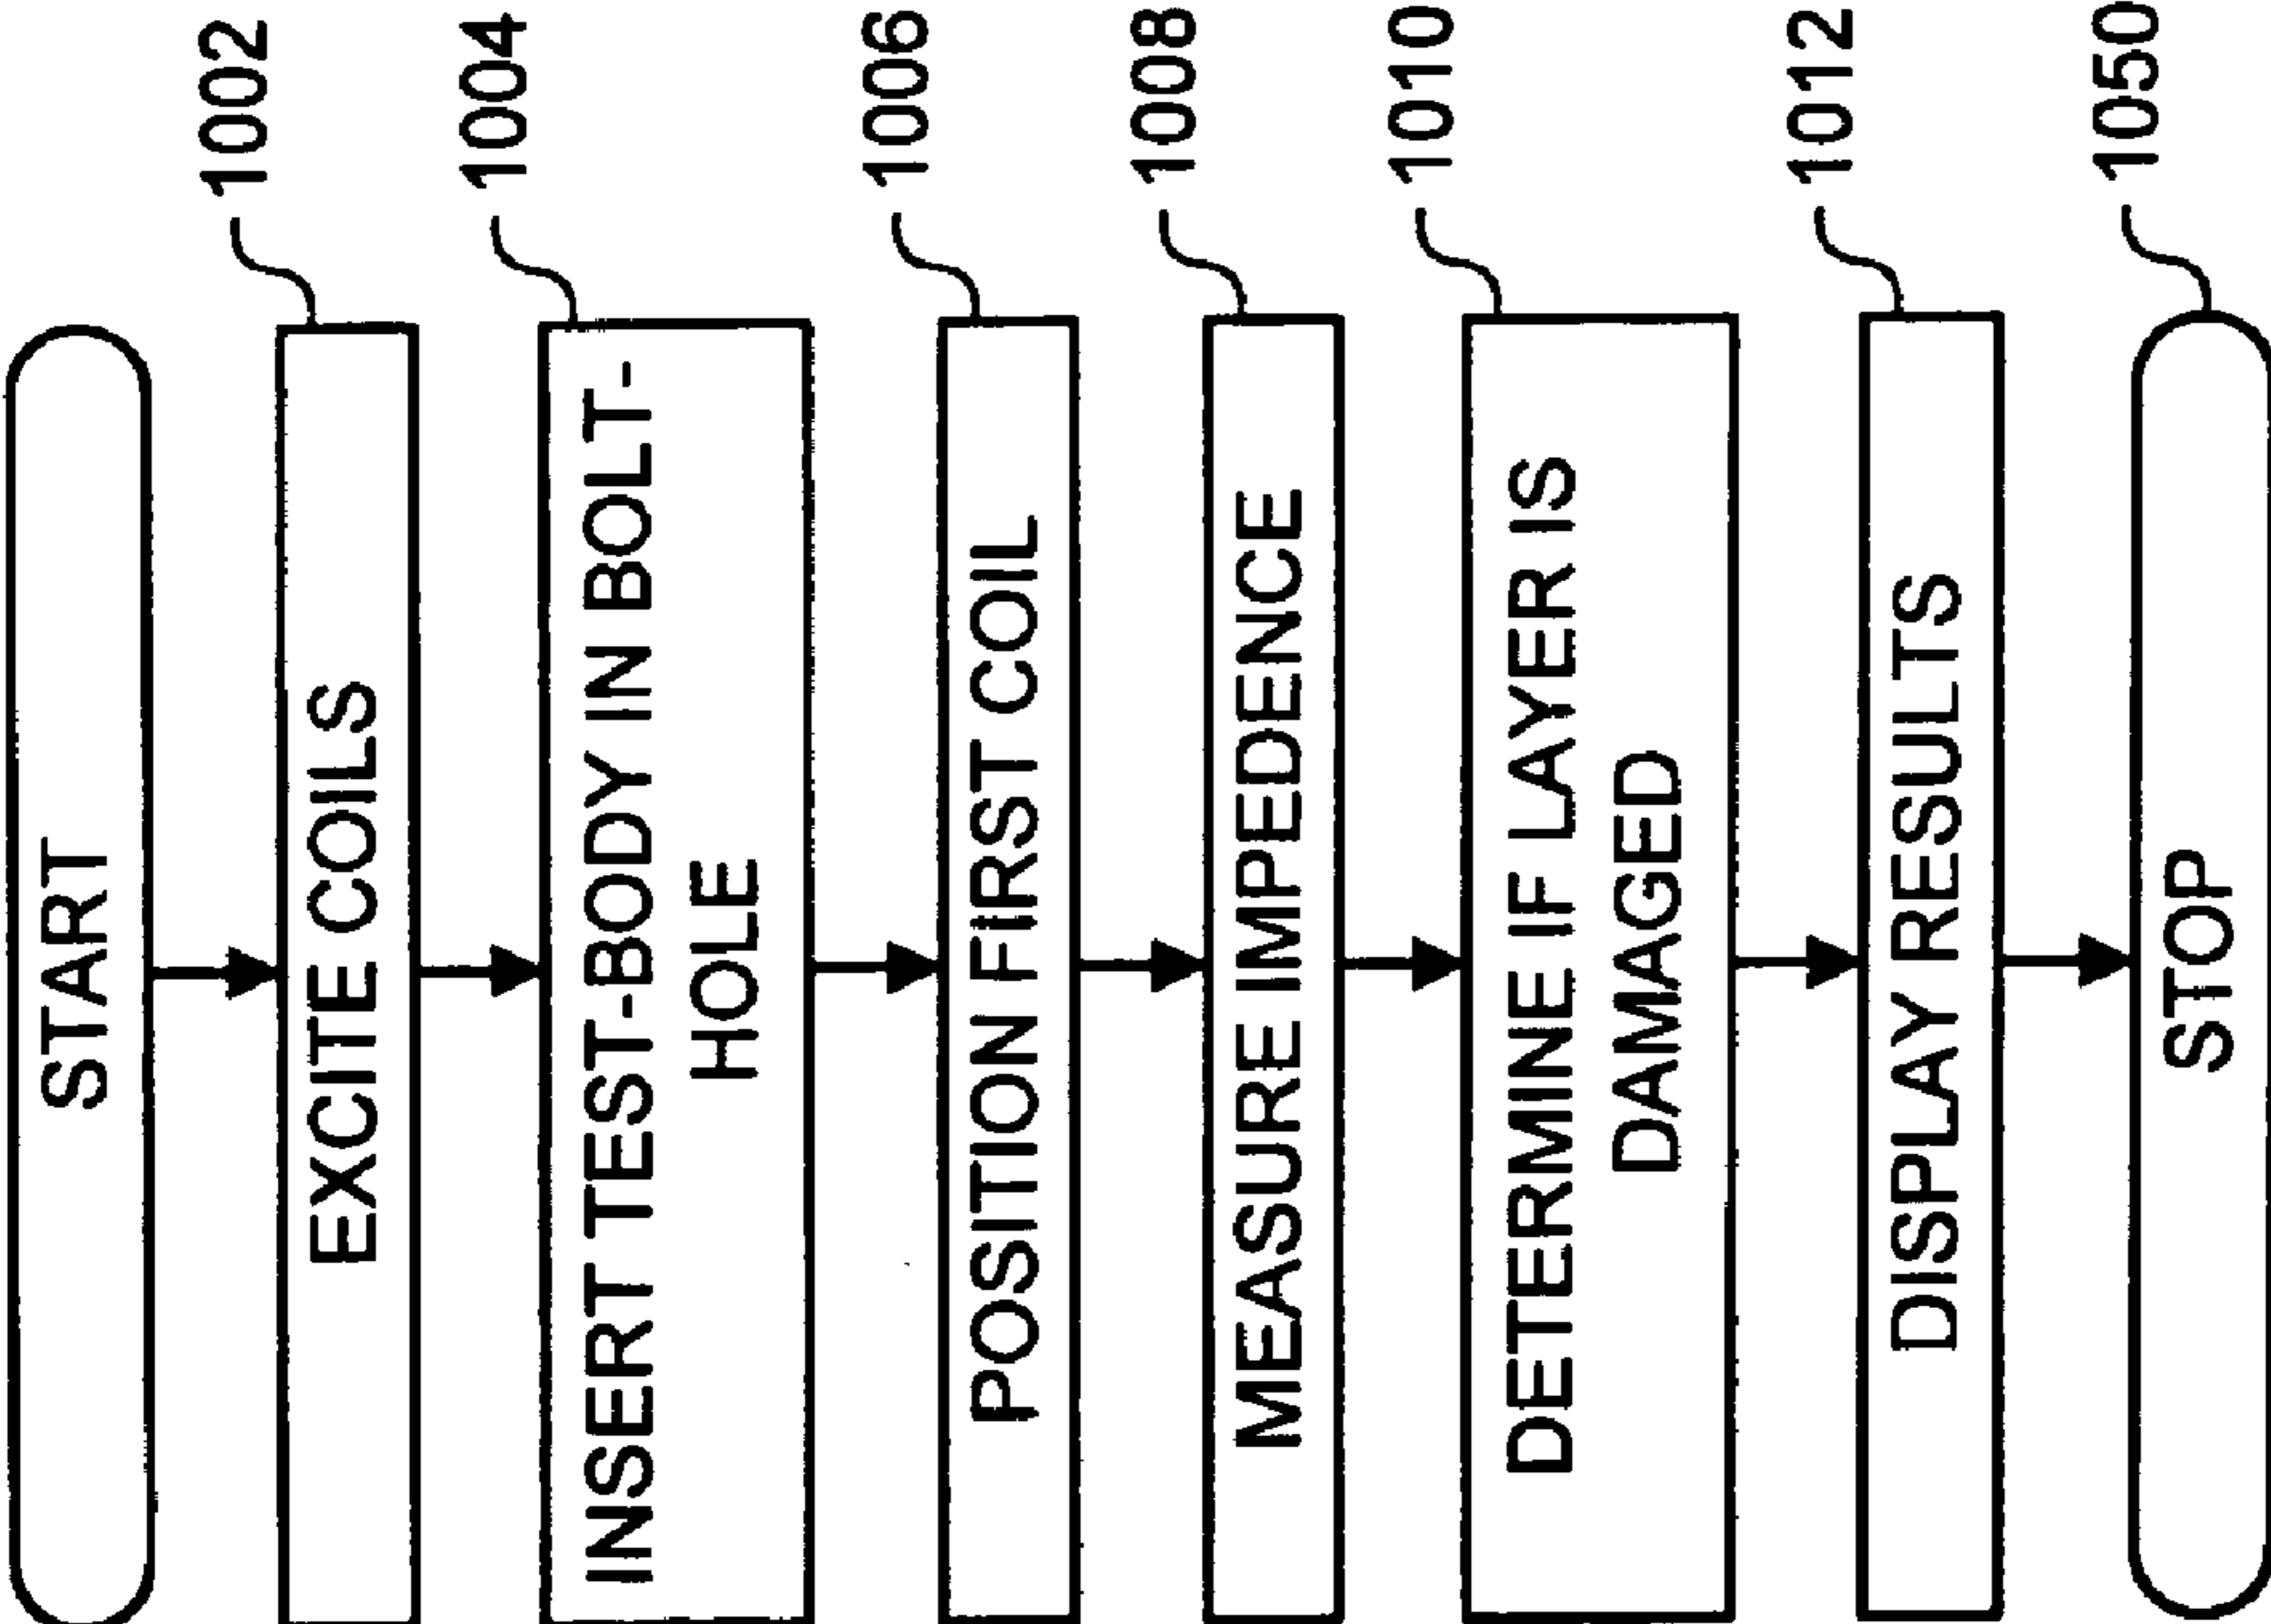 START
EXCITE COILS
1002
INSERT TEST-BODY IN BOLT-
HOLE
1004
POSITION FIRST COIL
1006
MEASURE IMPEDENCE
1008
DETERMINE IF LAYER IS
DAMAGED
1010
DISPLAY RESULTS
1012
STOP
1050